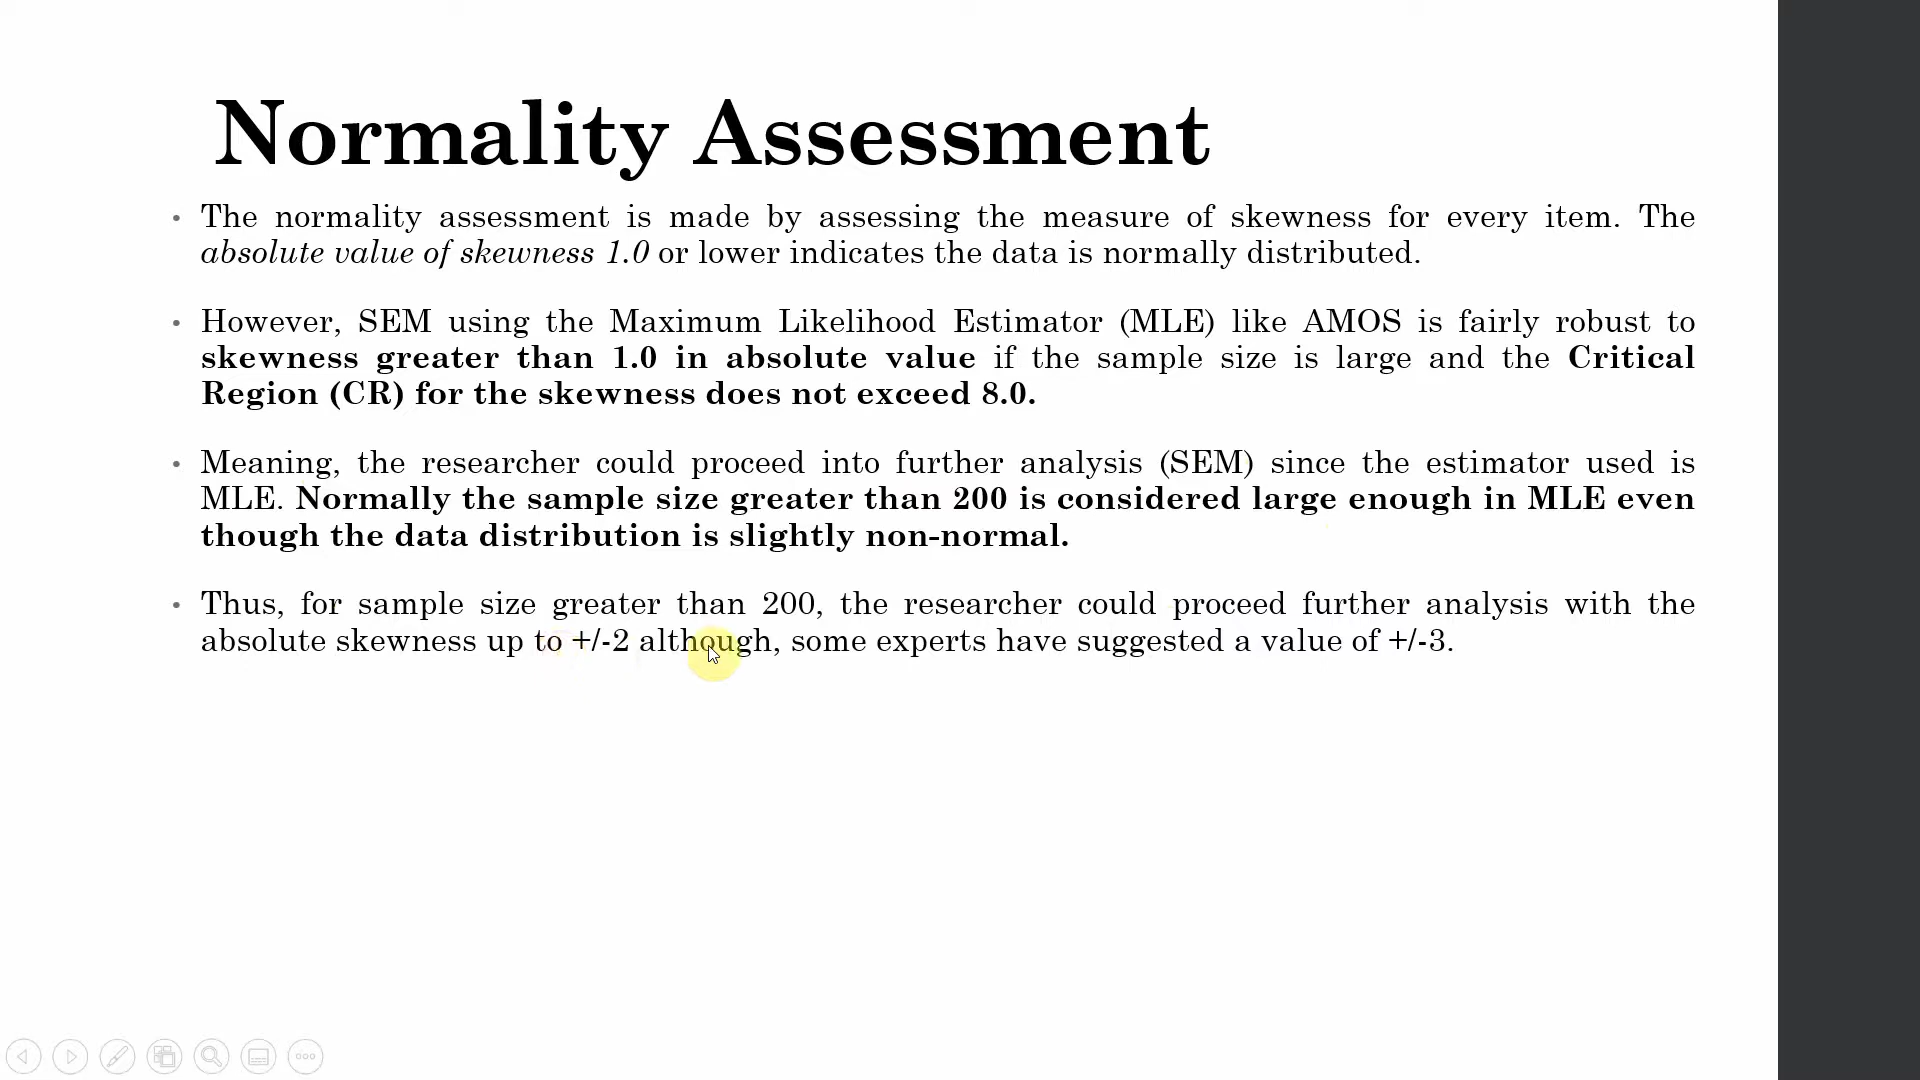 Normality Assessment
• The normality assessment is made by assessing the measure of skewness for every item. The
absolute value of skewness 1.0 or lower indicates the data is normally distributed.
• However, SEM using the Maximum Likelihood Estimator (MLE) like AMOS is fairly robust to
skewness greater than 1.0 in absolute value if the sample size is large and the Critical
Region (CR) for the skewness does not exceed 8.0.
• Meaning, the researcher could proceed into further analysis (SEM) since the estimator used is
MLE. Normally the sample size greater than 200 is considered large enough in MLE even
though the data distribution is slightly non-normal.
• Thus, for sample size greater than 200, the researcher could proceed further analysis with the
absolute skewness up to +/-2 although, some experts have suggested a value of +/-3.